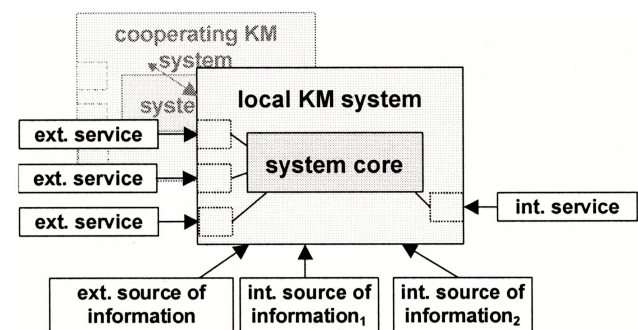 cooperating KM
system
syste
local KM system
ext. service
system core
ext. service
ext. service
int. service
ext. source of
information
int. source of
information₁
int. source of
information₂